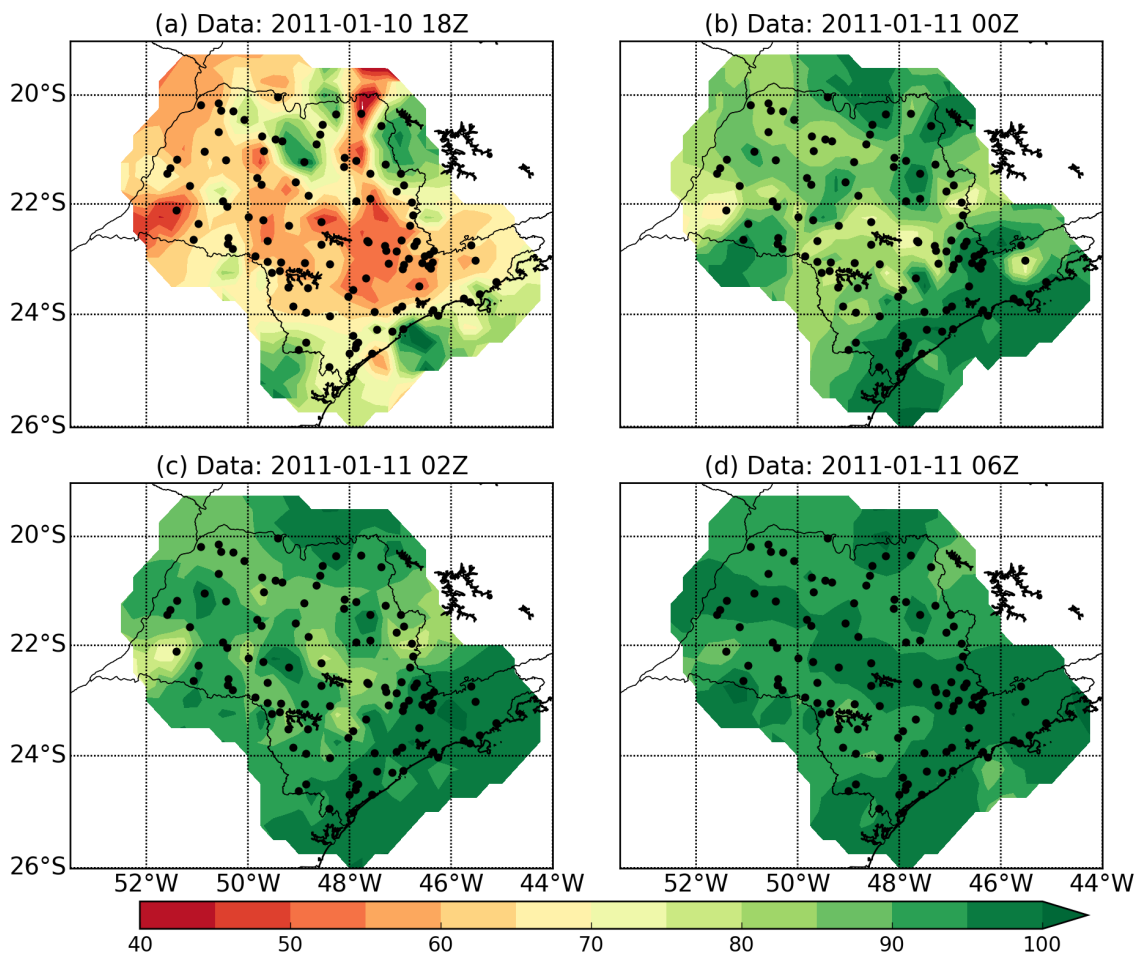 (a) Data: 2011-01-10 18Z
(b) Data: 2011-01-11 00Z
20°S
22°S
24°S
26°S
(c) Data: 2011-01-11 02Z
(d) Data: 2011-01-11 06Z
20°S
22°S
24°S
26°S
52°W 50°W 48°W 46°W 52°W 50°W 48°W 46°W 44°W
40 50 60 70 80 90 100